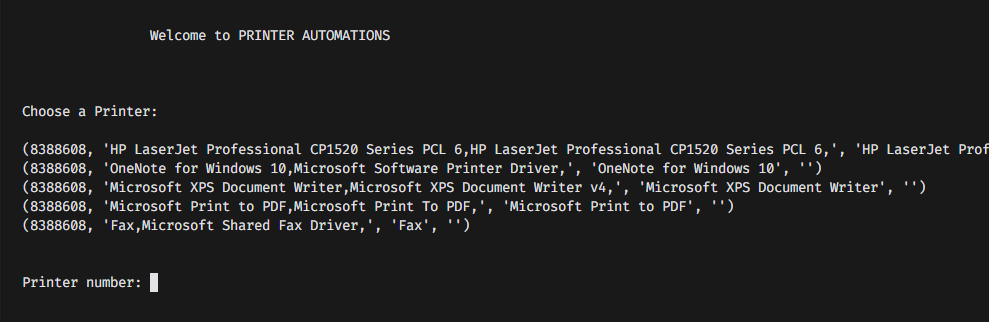 Welcome to PRINTER AUTOMATIONS
Choose a Printer:
(8388608, 'HP LaserJet Professional CP1520 Series PCL 6,HP LaserJet Professional CP1520 Series PCL 6,', 'HP LaserJet Prof
(8388608, 'OneNote for Windows 10,Microsoft Software Printer Driver,', 'OneNote for Windows 10', '')
(8388608, 'Microsoft XPS Document Writer,Microsoft XPS Document Writer v4,', 'Microsoft XPS Document Writer', '')
(8388608, 'Microsoft Print to PDF,Microsoft Print To PDF,', 'Microsoft Print to PDF', '')
(8388608, 'Fax,Microsoft Shared Fax Driver,', 'Fax', '')
Printer number: